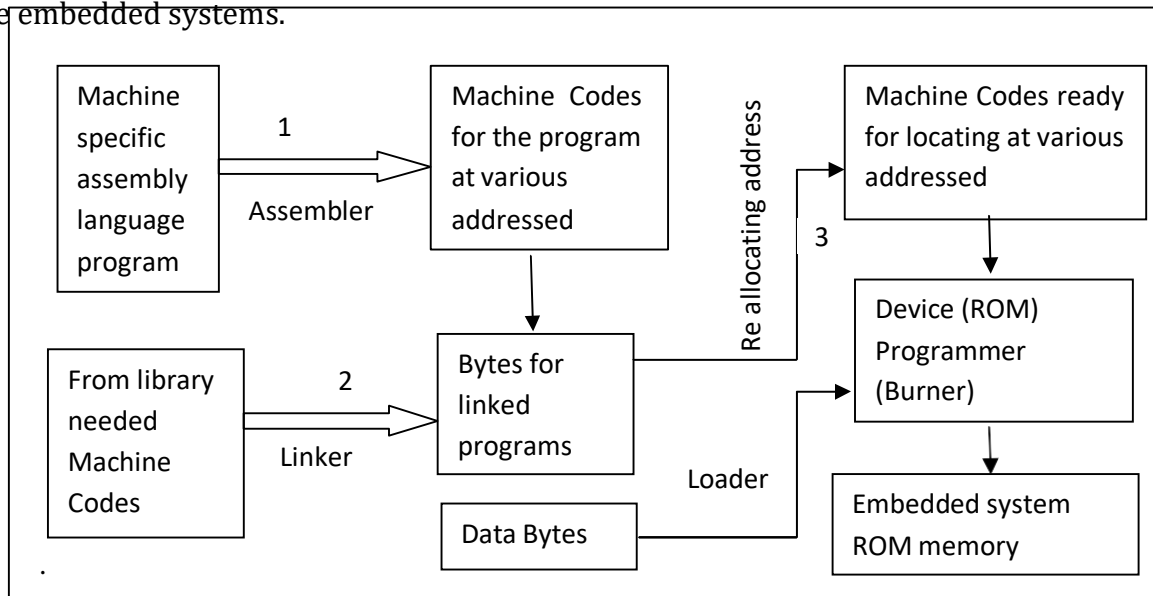 e embedded systems.
Machine
specific
assembly
language
program
1
Assembler
Machine Codes
for the program
at various
addressed
Re allocating address
3
Machine Codes ready
for locating at various
addressed
From library
needed
Machine
Codes
2
Linker
Bytes for
linked
programs
Device (ROM)
Programmer
(Burner)
Loader
Data Bytes
Embedded system
ROM memory
.